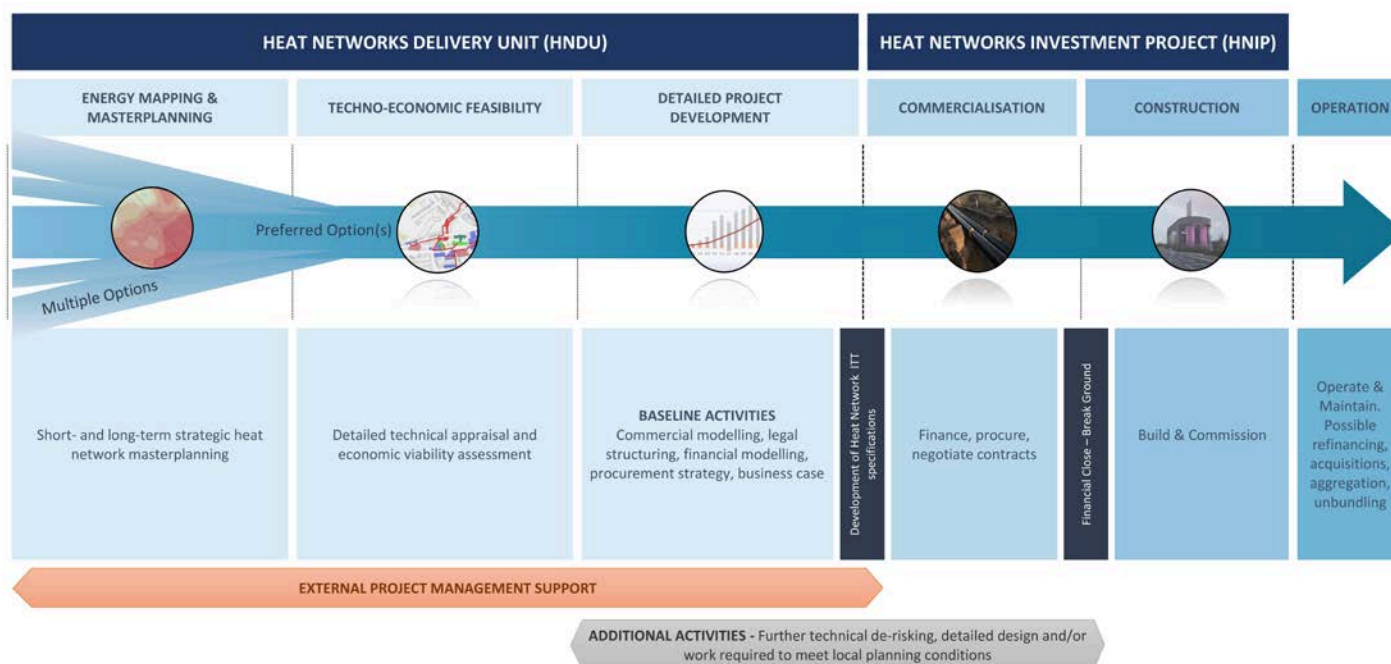 HEAT NETWORKS DELIVERY UNIT (HNDU)
HEAT NETWORKS INVESTMENT PROJECT (HNIP)
ENERGY MAPPING &
MASTERPLANNING
TECHNO-ECONOMIC FEASIBILITY
DETAILED PROJECT
DEVELOPMENT
COMMERCIALISATION
CONSTRUCTION
OPERATION
Preferred Option(s)
Multiple Options
Short- and long-term strategic heat
network masterplanning
Detailed technical appraisal and
economic viability assessment
BASELINE ACTIVITIES
Commercial modelling, legal
structuring, financial modelling,
procurement strategy, business case
Development of Heat Network ITT
specifications
Finance, procure,
negotiate contracts
Financial Close – Break Ground
Build & Commission
Operate &
Maintain.
Possible
refinancing,
acquisitions,
aggregation,
unbundling
EXTERNAL PROJECT MANAGEMENT SUPPORT
ADDITIONAL ACTIVITIES - Further technical de-risking, detailed design and/or
work required to meet local planning conditions